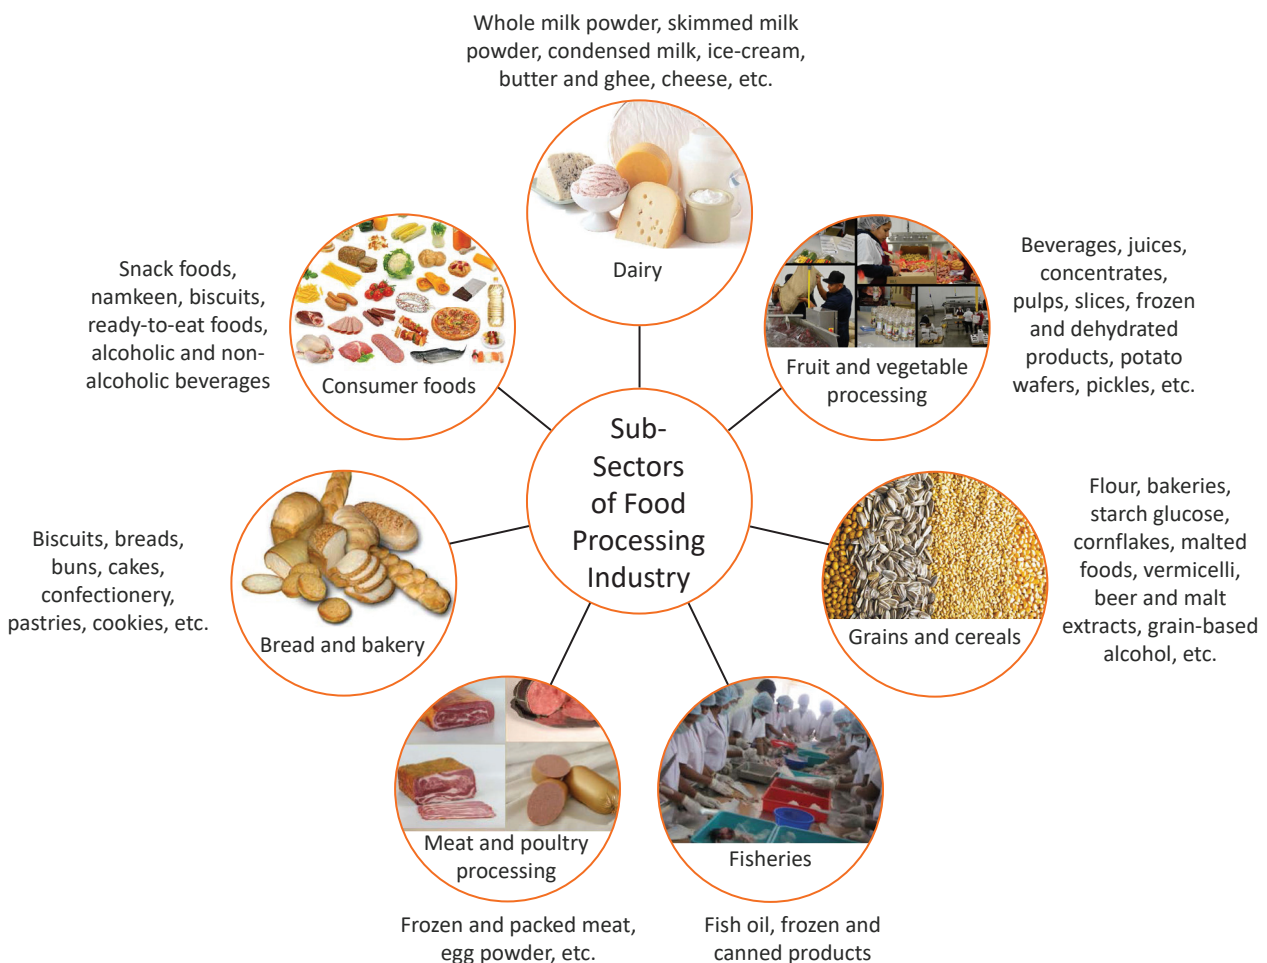 Whole milk powder, skimmed milk
powder, condensed milk, ice-cream,
butter and ghee, cheese, etc.
Dairy
Beverages, juices,
concentrates,
pulps, slices, frozen
and dehydrated
products, potato
wafers, pickles, etc.
Fruit and vegetable
processing
Snack foods,
namkeen, biscuits,
ready-to-eat foods,
alcoholic and non-
alcoholic beverages
Consumer foods
Sub-
Sectors
of Food
Processing
Industry
Flour, bakeries,
starch glucose,
cornflakes, malted
foods, vermicelli,
beer and malt
extracts, grain-based
alcohol, etc.
Grains and cereals
Biscuits, breads,
buns, cakes,
confectionery,
pastries, cookies, etc.
Bread and bakery
Meat and poultry
processing
Frozen and packed meat,
egg powder, etc.
Fisheries
Fish oil, frozen and
canned products